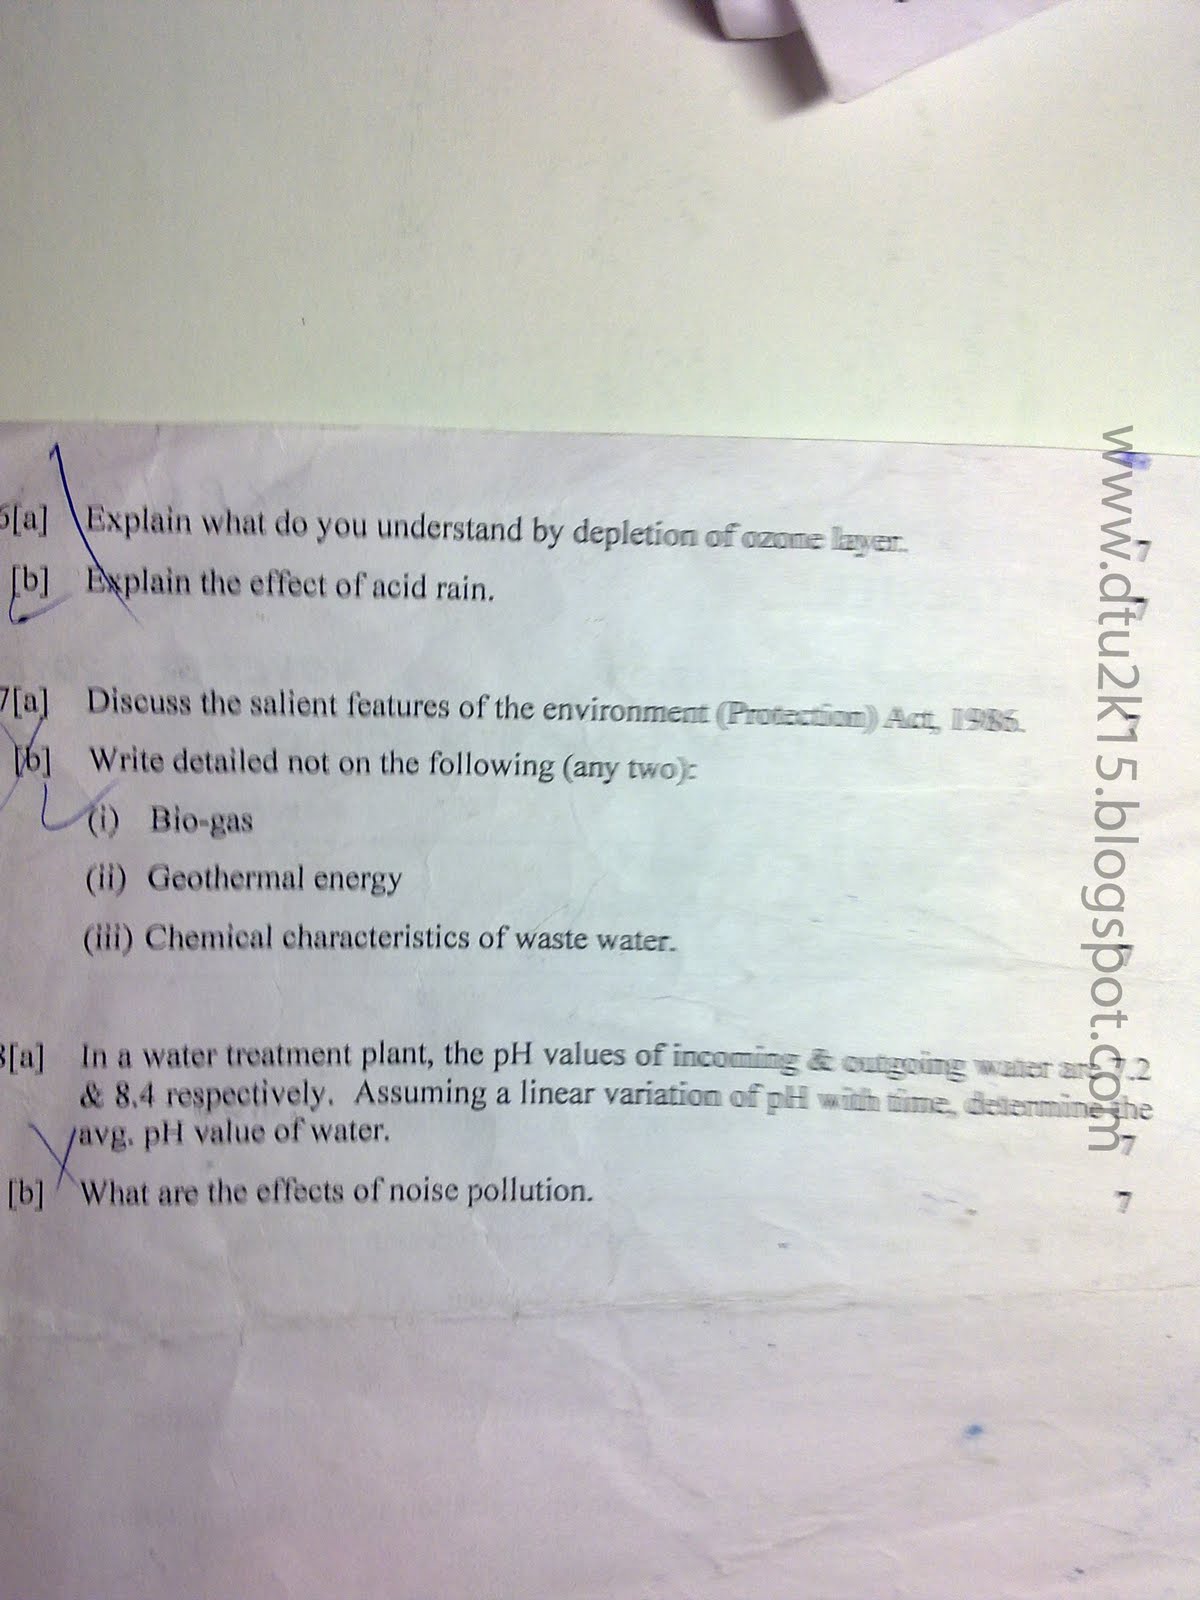 6[a] Explain what do you understand by depletion of ozone layer. 7
[b] Explain the effect of acid rain. 7
7[a] Discuss the salient features of the environment (Protection) Act, 1986. 7
[b] Write detailed not on the following (any two):
(i) Bio-gas
(ii) Geothermal energy
(iii) Chemical characteristics of waste water. 7
8[a] In a water treatment plant, the pH values of incoming & outgoing water are 7.2
& 8.4 respectively. Assuming a linear variation of pH with time, determine the
avg. pH value of water. 7
[b] What are the effects of noise pollution. 7
www.dtu2k15.blogspot.com